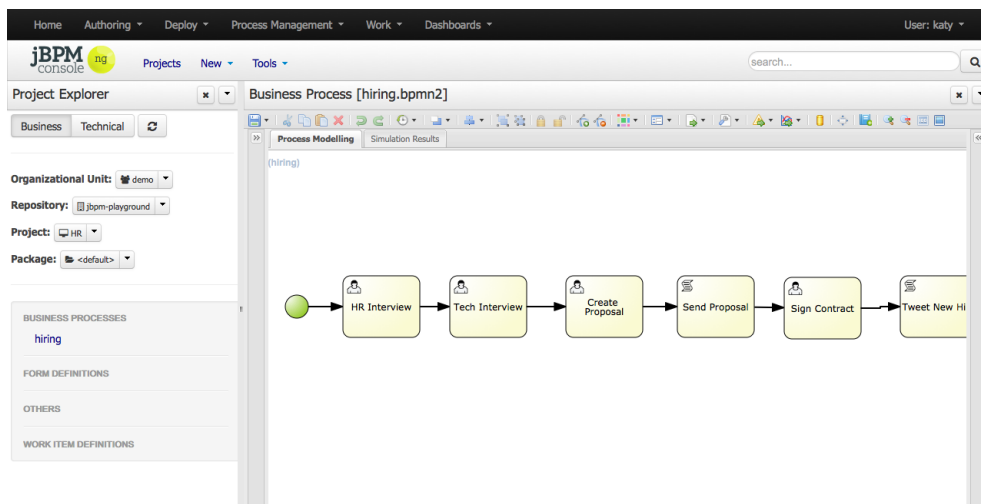 Home Authoring Deploy Process Management Work Dashboards User: katy
jBPM ng
console
Projects New Tools
search...
Project Explorer
Business Process [hiring.bpmn2]
Business Technical
Process Modelling Simulation Results
(hiring)
Organizational Unit: demo
Repository: jbpm-playground
Project: HR
Package: <default>
BUSINESS PROCESSES
hiring
FORM DEFINITIONS
OTHERS
WORK ITEM DEFINITIONS
HR Interview
Tech Interview
Create
Proposal
Send Proposal
Sign Contract
Tweet New Hi